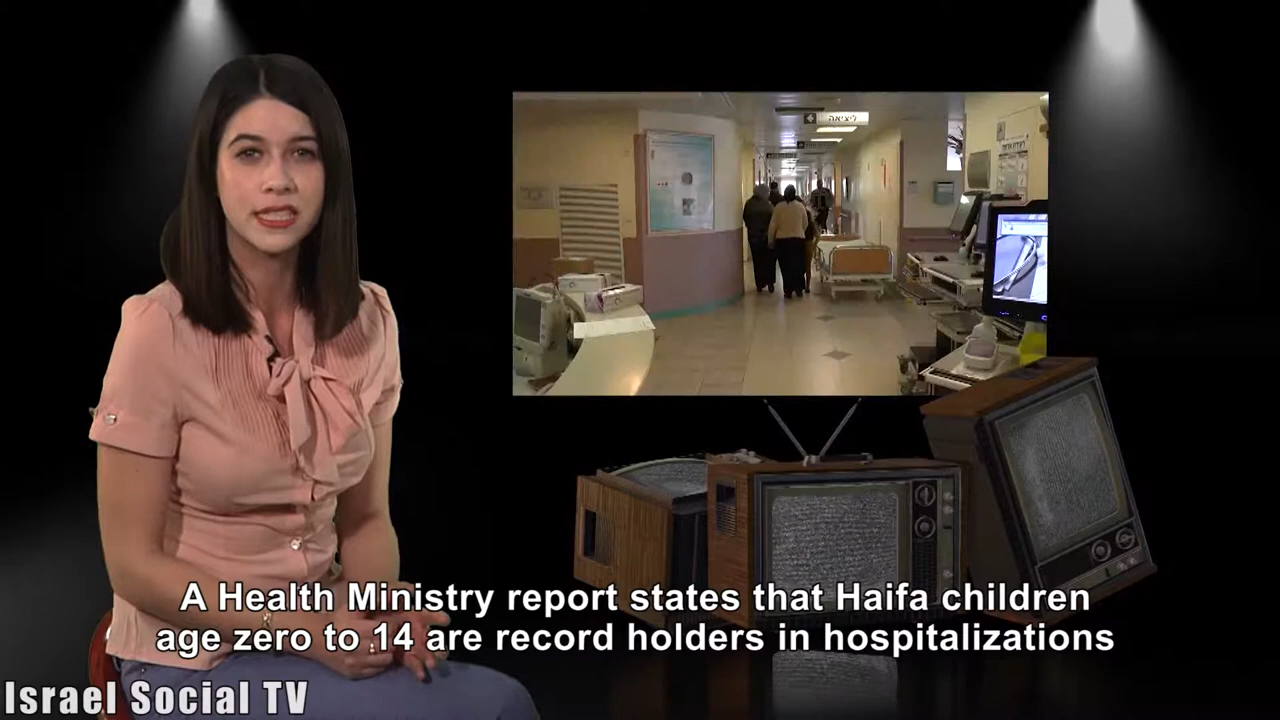 ליציאה
A Health Ministry report states that Haifa children
age zero to 14 are record holders in hospitalizations
Israel Social TV